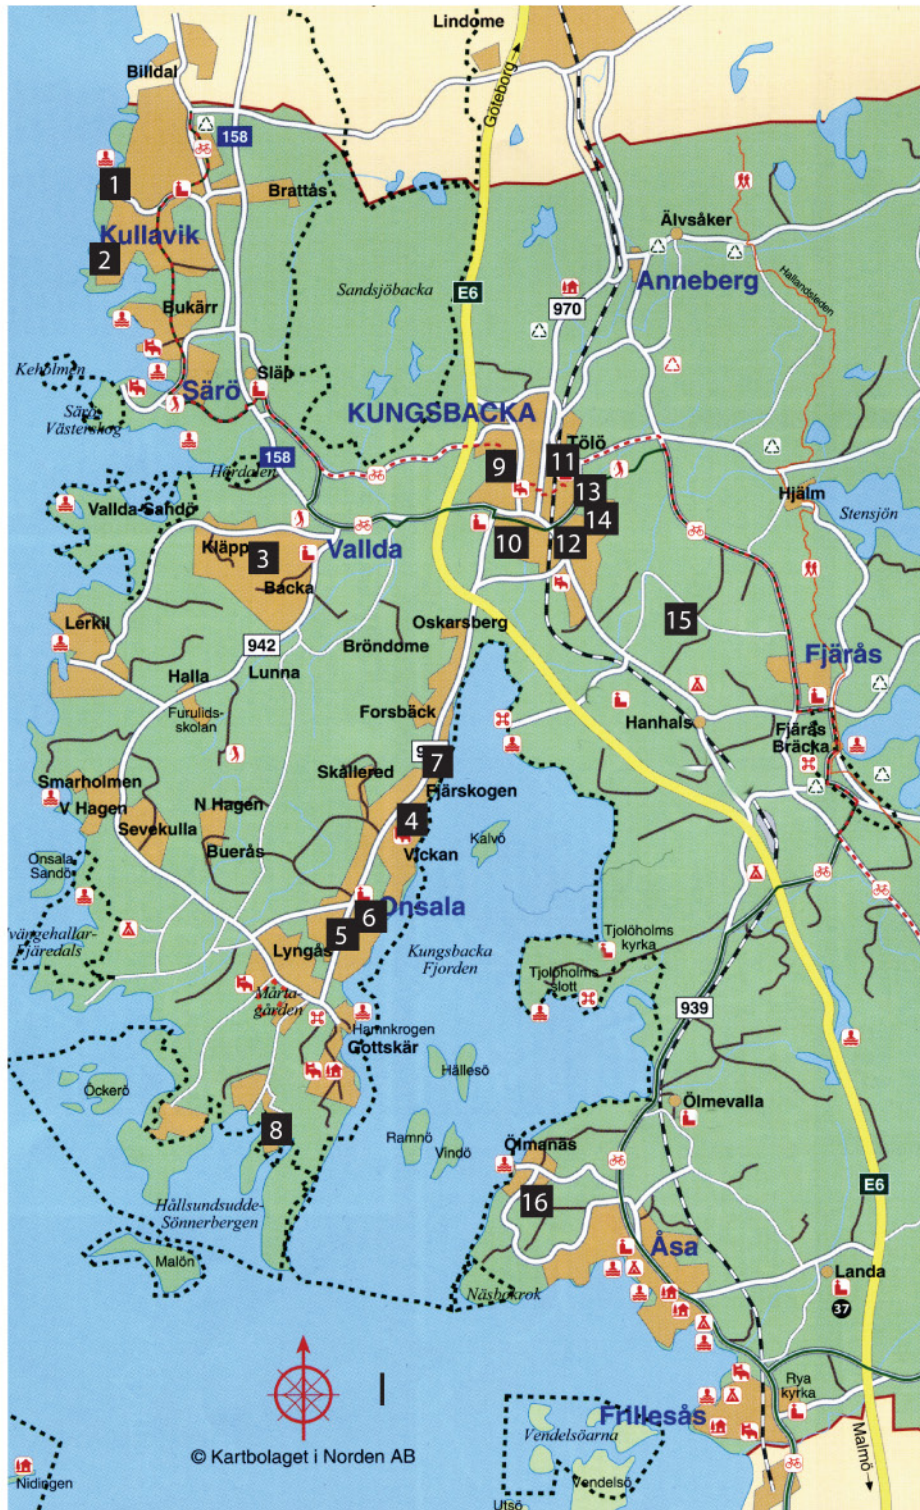 Lindome
Billdal
Göteborg
158
1
Brattås
Älvsåker
Kullavik
2
Anneberg
Hallandsleden
Sandsjöbacka
E6
970
Bukärr
Keholmen
Släp
Särö
Särö
Västerskog
KUNGSBACKA
Tölö
158
9
11
Hördalen
13
Hjälm
Vallda-Sandö
14
Stensjön
Kläpp
3
Vallda
10
12
Backa
Lerkil
Oskarsberg
15
942
Bröndome
Fjärås
Halla
Lunna
Furulids-
skolan
Forsbäck
Hanhals
Fjärås
Bräcka
9
7
Skållered
Smarholmen
V Hagen
Fjärskogen
N Hagen
4
Sevekulla
Kalvö
Buerås
Vickan
Onsala
Sandö
6
Onsala
5
Lyngås
Fjäredals
Kungsbacka
Fjorden
Tjolöholms
kyrka
Tjolöholms
slott
Mårta-
gården
939
Hamnkrogen
Gottskär
Hällesö
Öckerö
Ölmevalla
8
Ramnö
Vindö
Ölmanäs
E6
16
Hållsundsudde-
Sönnerbergen
Åsa
Malön
Landa
Näsbokrok
37
Rya
kyrka
Frillesås
Vendelsöarna
Malmö
© Kartbolaget i Norden AB
Nidingen
Vendelsö
Utsö